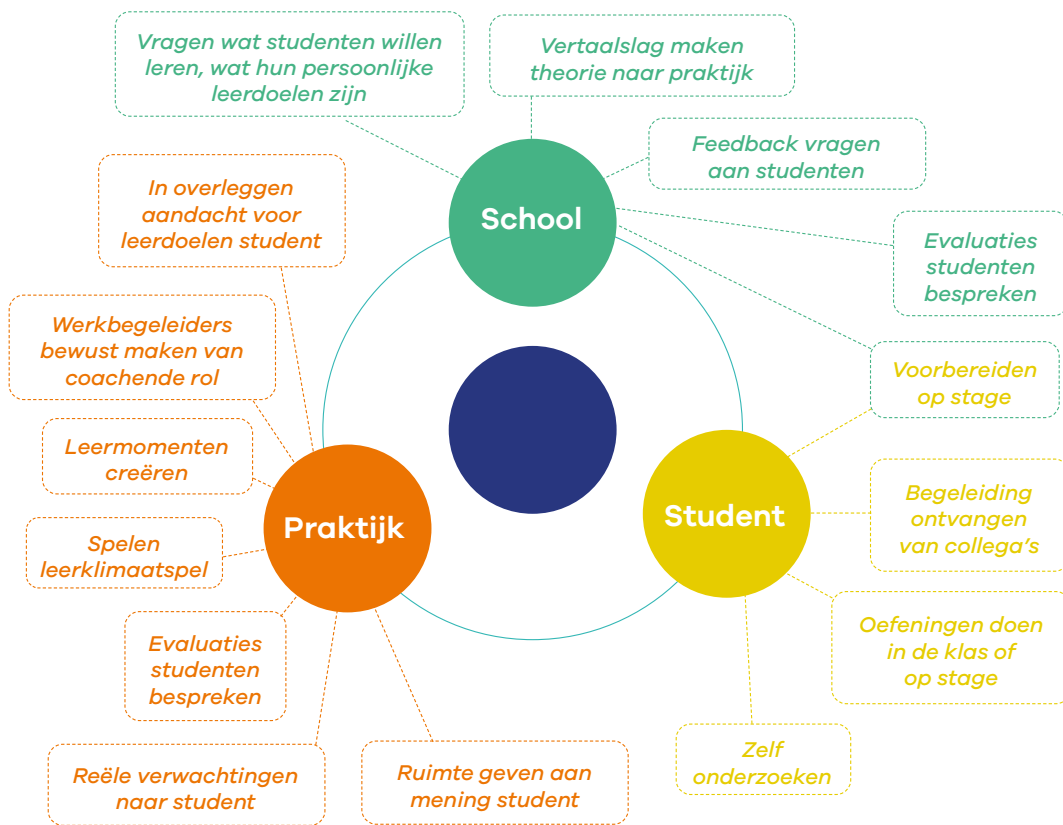 Vragen wat studenten willen
leren, wat hun persoonlijke
leerdoelen zijn
Vertaalslag maken
theorie naar praktijk
Feedback vragen
aan studenten
In overleggen
aandacht voor
leerdoelen student
School
Evaluaties
studenten
bespreken
Werkbegeleiders
bewust maken van
coachende rol
Voorbereiden
op stage
Leermomenten
creëren
Praktijk
Student
Begeleiding
ontvangen
van collega's
Spelen
leerklimaatspel
Evaluaties
studenten
bespreken
Oefeningen doen
in de klas of
op stage
Reële verwachtingen
naar student
Ruimte geven aan
mening student
Zelf
onderzoeken